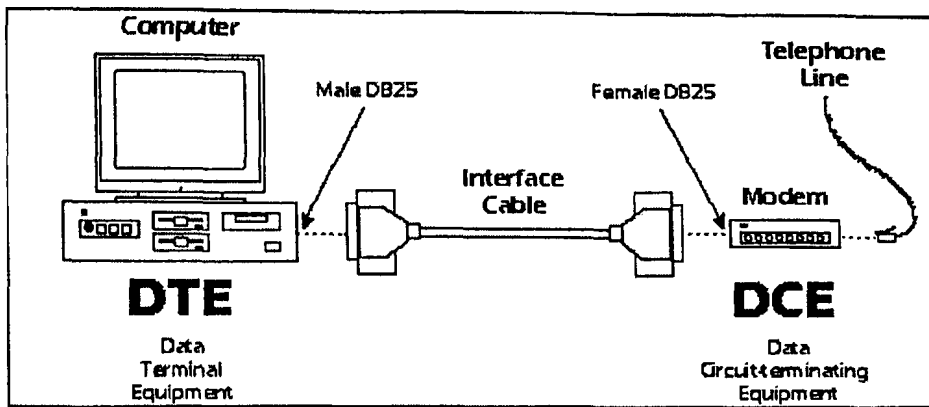 Computer
Telephone
Line
Male DB25
Female DB25
Interface
Cable
Modem
DTE
DCE
Data
Terminal
Equipment
Data
Circuit-terminating
Equipment